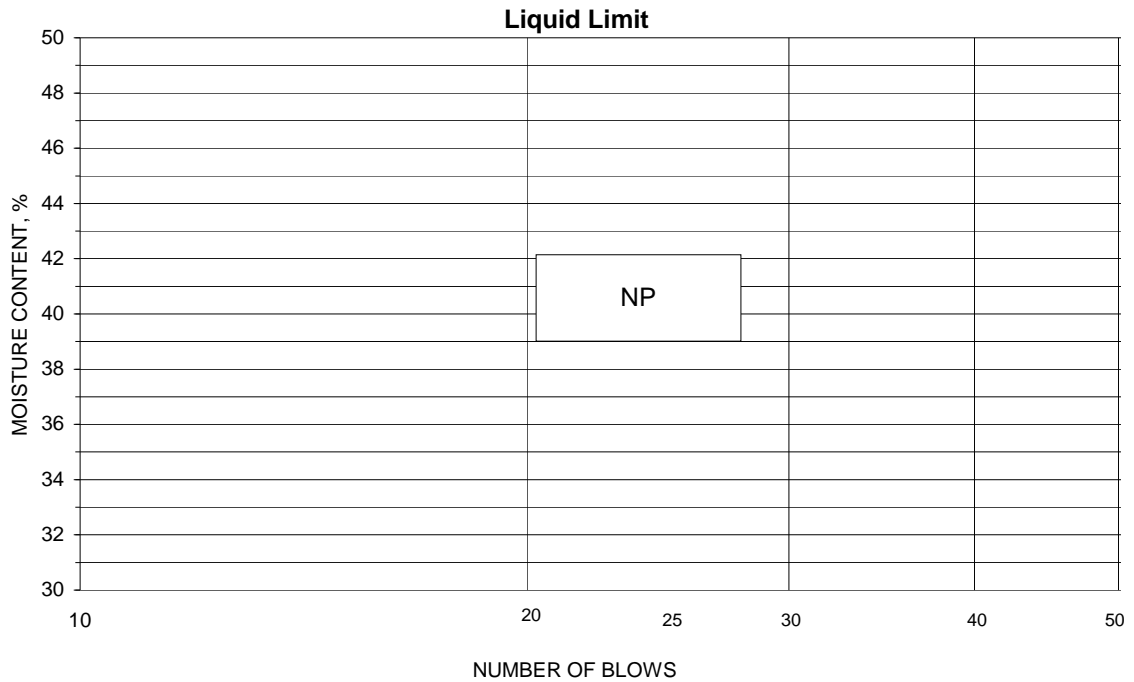 Liquid Limit
50
48
46
44
42
40
38
36
34
32
30
MOISTURE CONTENT, %
NP
10 20 25 30 40 50
NUMBER OF BLOWS